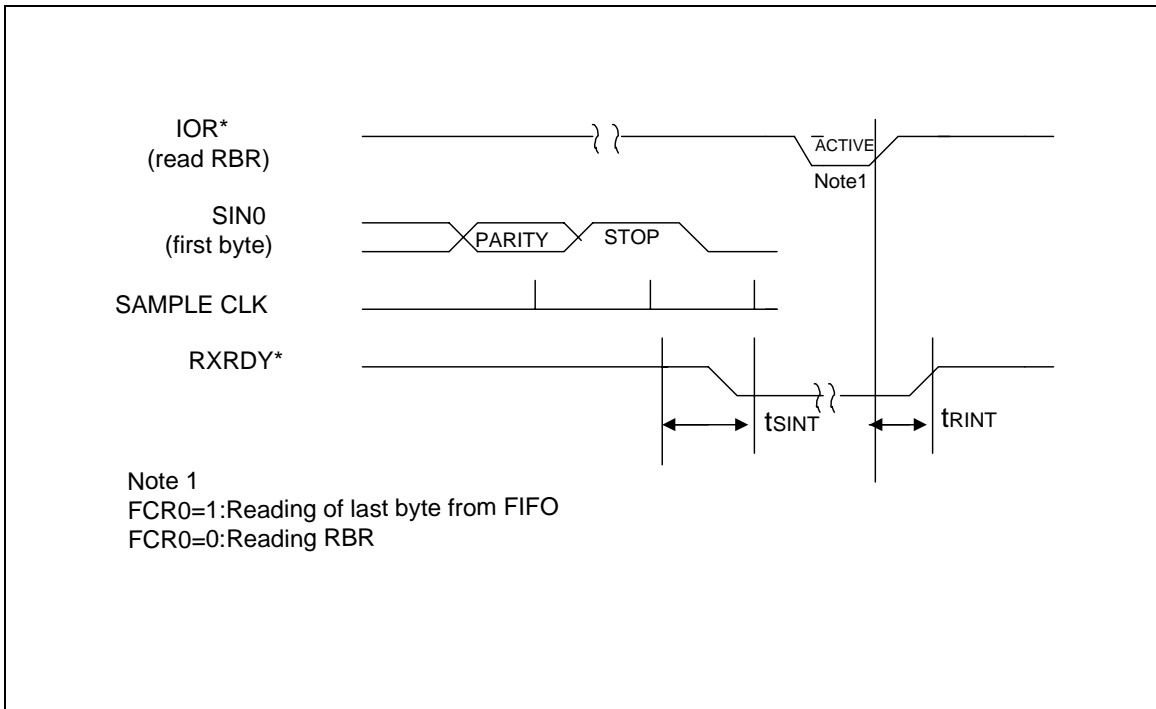 IOR*
(read RBR)
ACTIVE
Note1
SIN0
(first byte)
PARITY
STOP
SAMPLE CLK
RXRDY*
tSINT
tRINT
Note 1
FCR0=1:Reading of last byte from FIFO
FCR0=0:Reading RBR